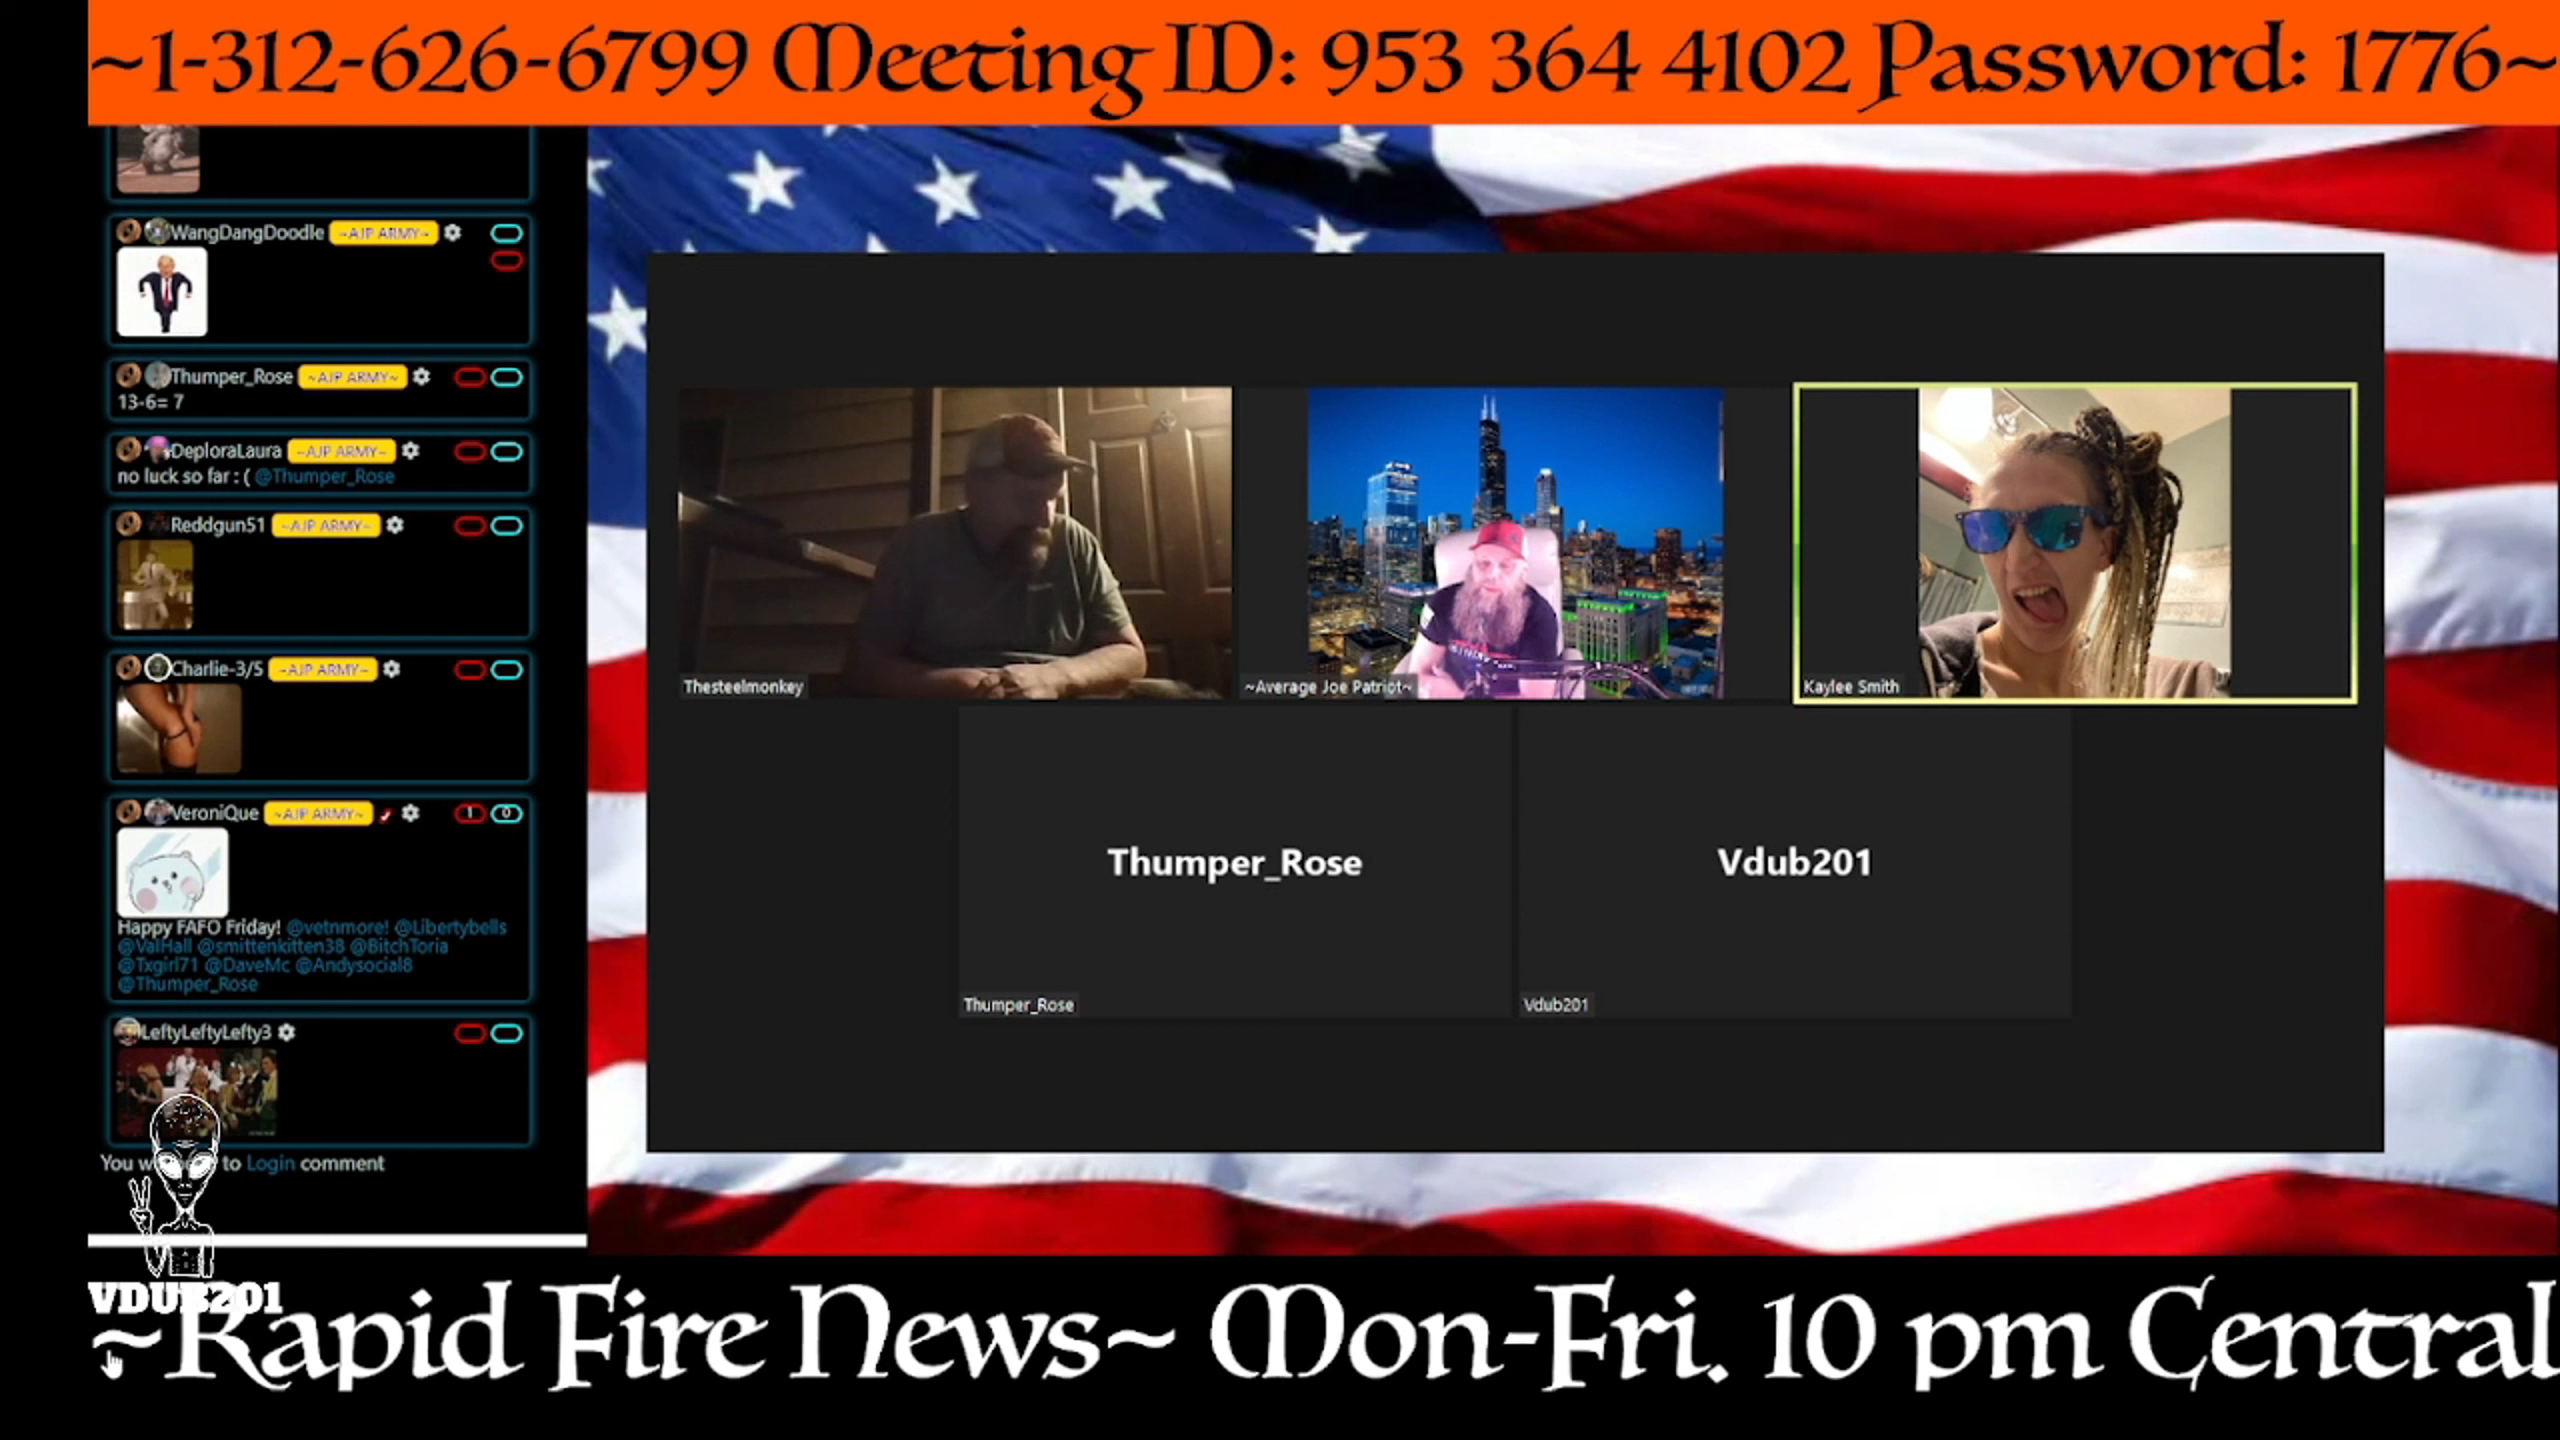 ~1-312-626-6799 Meeting ID: 953 364 4102 Password: 1776~
WangDangDoodle ~AJP ARMY~
Thumper_Rose ~AJP ARMY~
13-6= 7
DeploraLaura ~AJP ARMY~
no luck so far : ( @Thumper_Rose
Reddgun51 ~AJP ARMY~
Charlie-3/5 ~AJP ARMY~
VeroniQue ~AJP ARMY~ 1 0
Happy FAFO Friday! @vetnmore! @Libertybells
@ValHall @smittenkitten38 @BitchToria
@Txgirl71 @DaveMc @Andysocial8
@Thumper_Rose
LeftyLeftyLefty3
You to Login comment
Thesteelmonkey
~Average Joe Patriot~
Kaylee Smith
Thumper_Rose
Vdub201
Thumper_Rose
Vdub201
VDUB201
~Rapid Fire News~ Mon-Fri. 10 pm Central